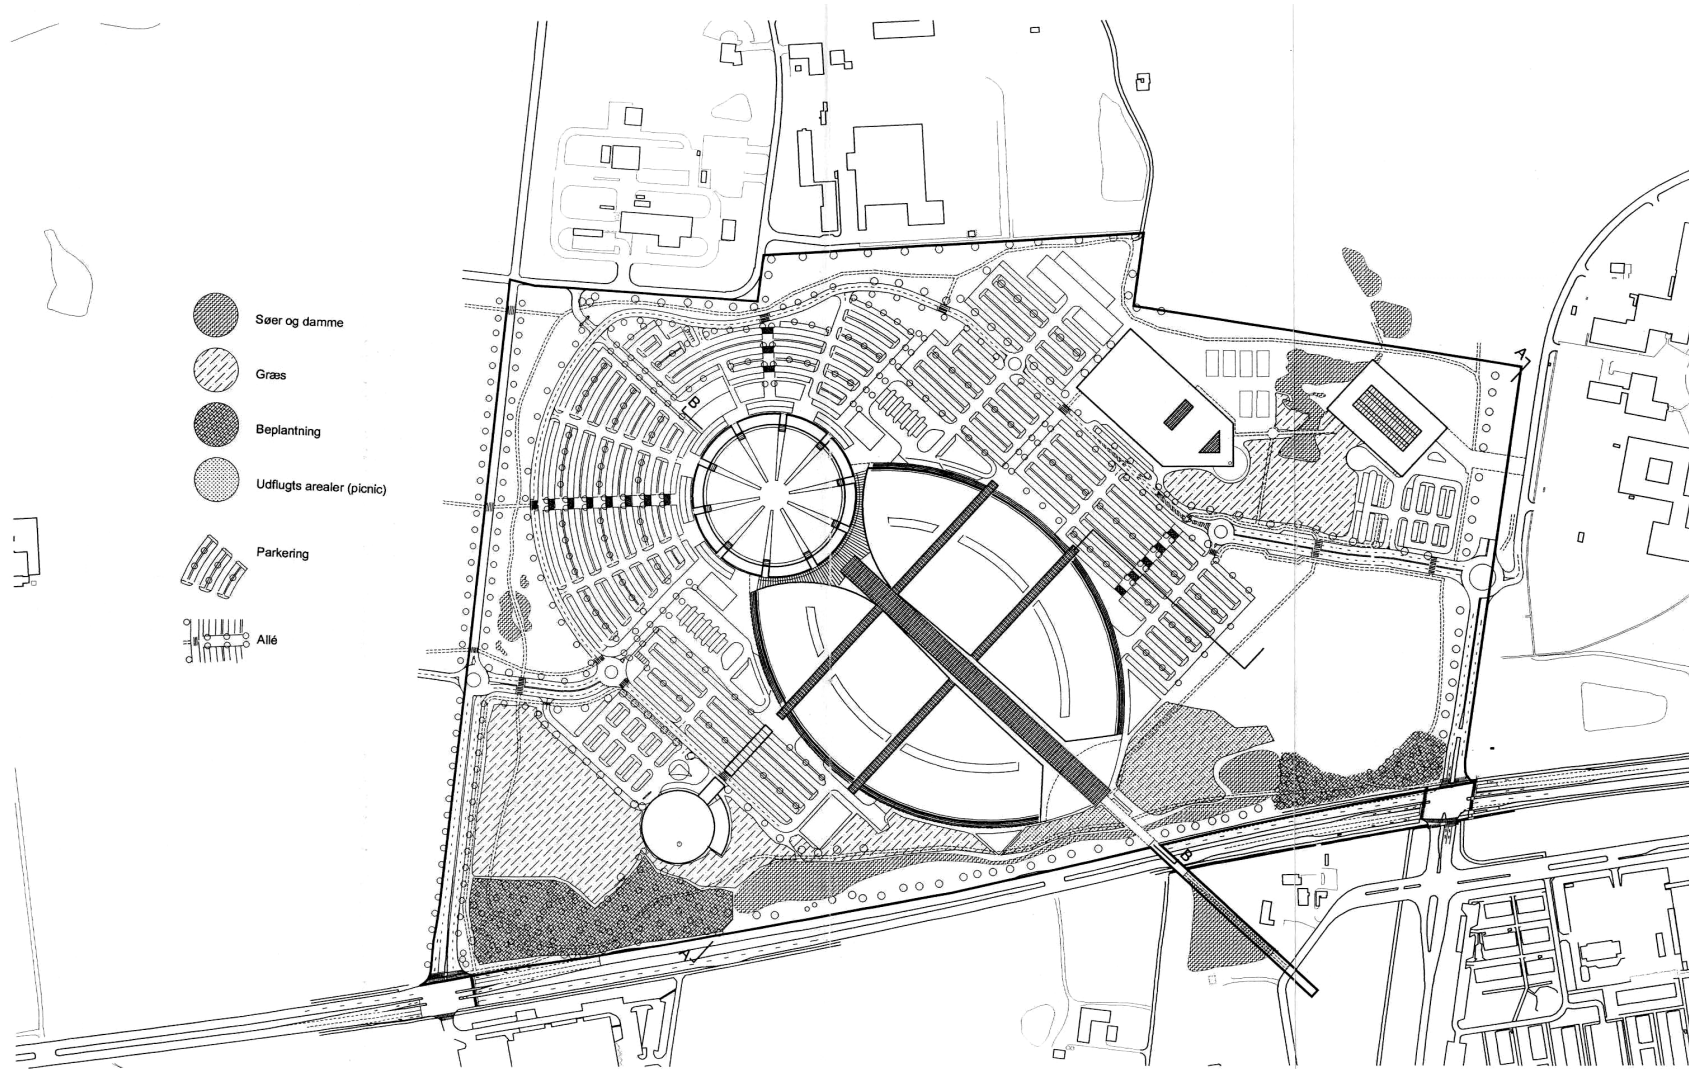 Søer og damme
Græs
Beplantning
Udflugts arealer (picnic)
Parkering
Allé
A
B
B
A